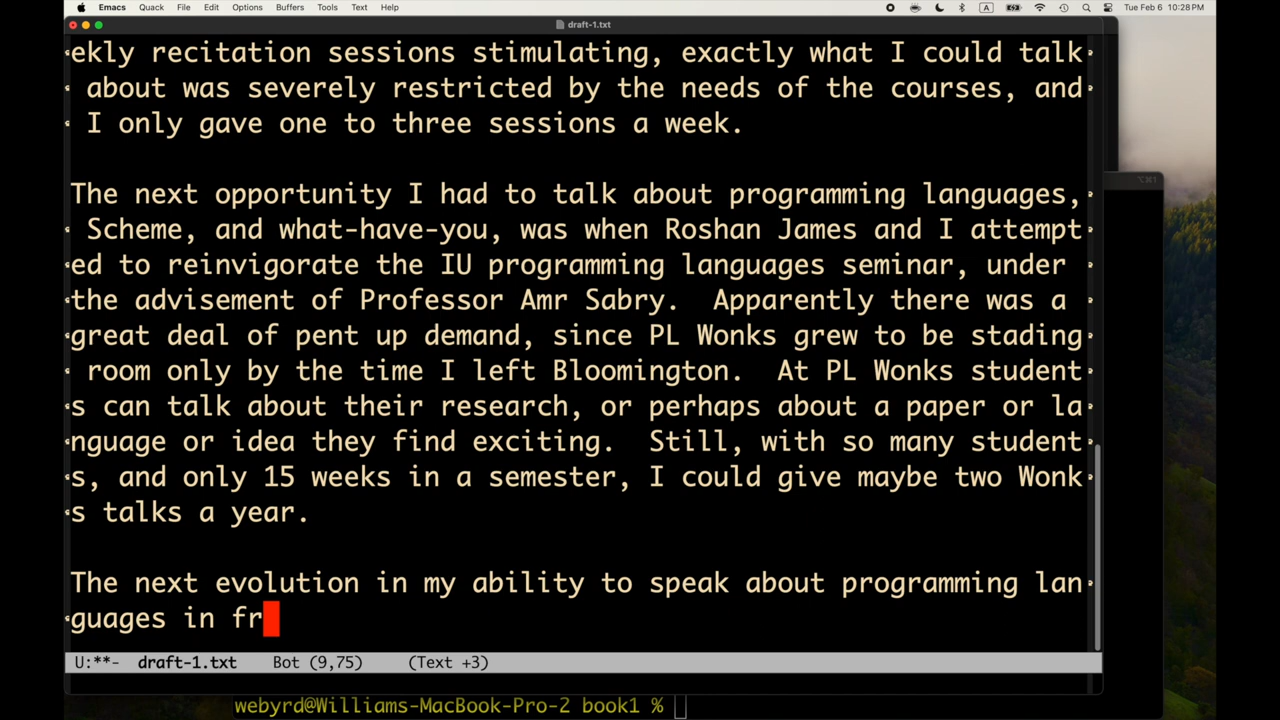 Emacs Quack File Edit Options Buffers Tools Text Help A Tue Feb 6 10:28 PM
draft-1.txt
ekly recitation sessions stimulating, exactly what I could talk
about was severely restricted by the needs of the courses, and
I only gave one to three sessions a week.
The next opportunity I had to talk about programming languages,
Scheme, and what-have-you, was when Roshan James and I attempt
ed to reinvigorate the IU programming languages seminar, under
the advisement of Professor Amr Sabry.  Apparently there was a
great deal of pent up demand, since PL Wonks grew to be stading
room only by the time I left Bloomington.  At PL Wonks student
s can talk about their research, or perhaps about a paper or la
nguage or idea they find exciting.  Still, with so many student
s, and only 15 weeks in a semester, I could give maybe two Wonk
s talks a year.
The next evolution in my ability to speak about programming lan
guages in fr
U:**-  draft-1.txt   Bot (9,75)   (Text +3)
webyrd@Williams-MacBook-Pro-2 book1 %